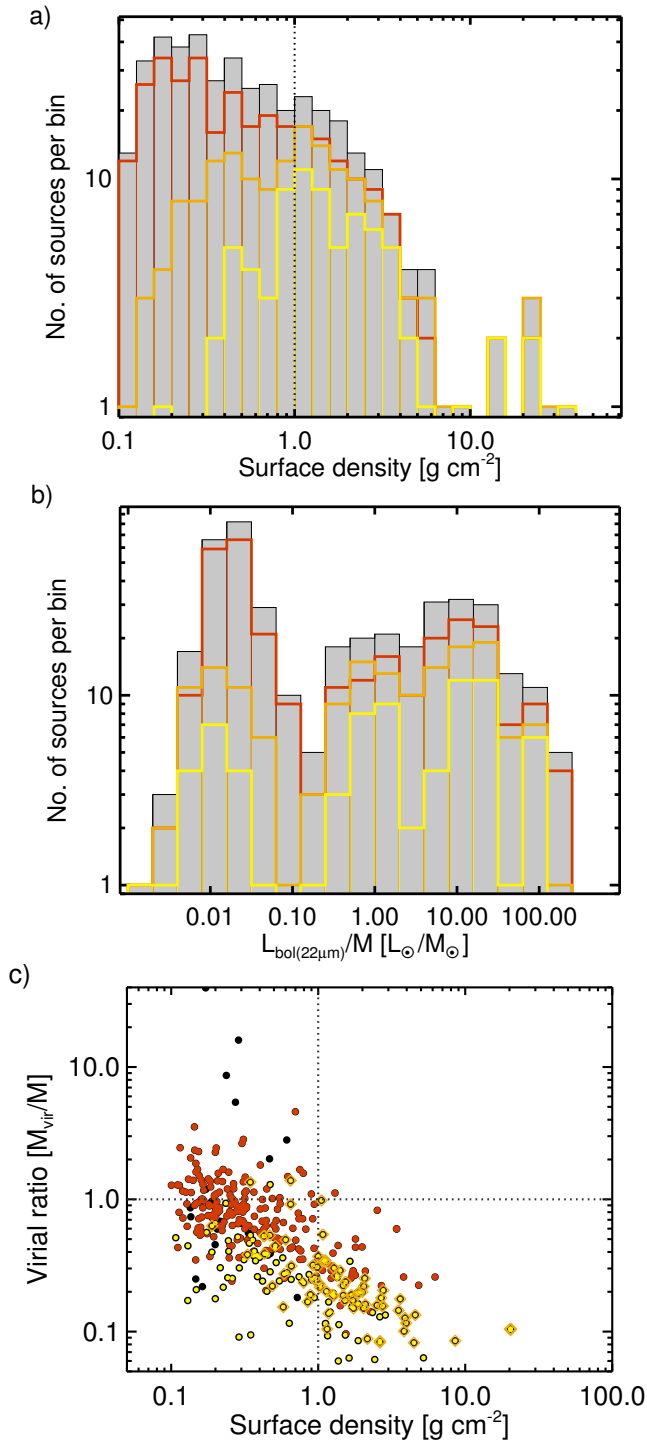 a)
No. of sources per bin
10
1
0.1 1.0 10.0
Surface density [g cm⁻²]
b)
No. of sources per bin
10
1
0.01 0.10 1.00 10.00 100.00
L_bol(22μm)/M [L_⊙/M_⊙]
c)
Virial ratio [M_vir/M]
10.0
1.0
0.1
0.1 1.0 10.0 100.0
Surface density [g cm⁻²]